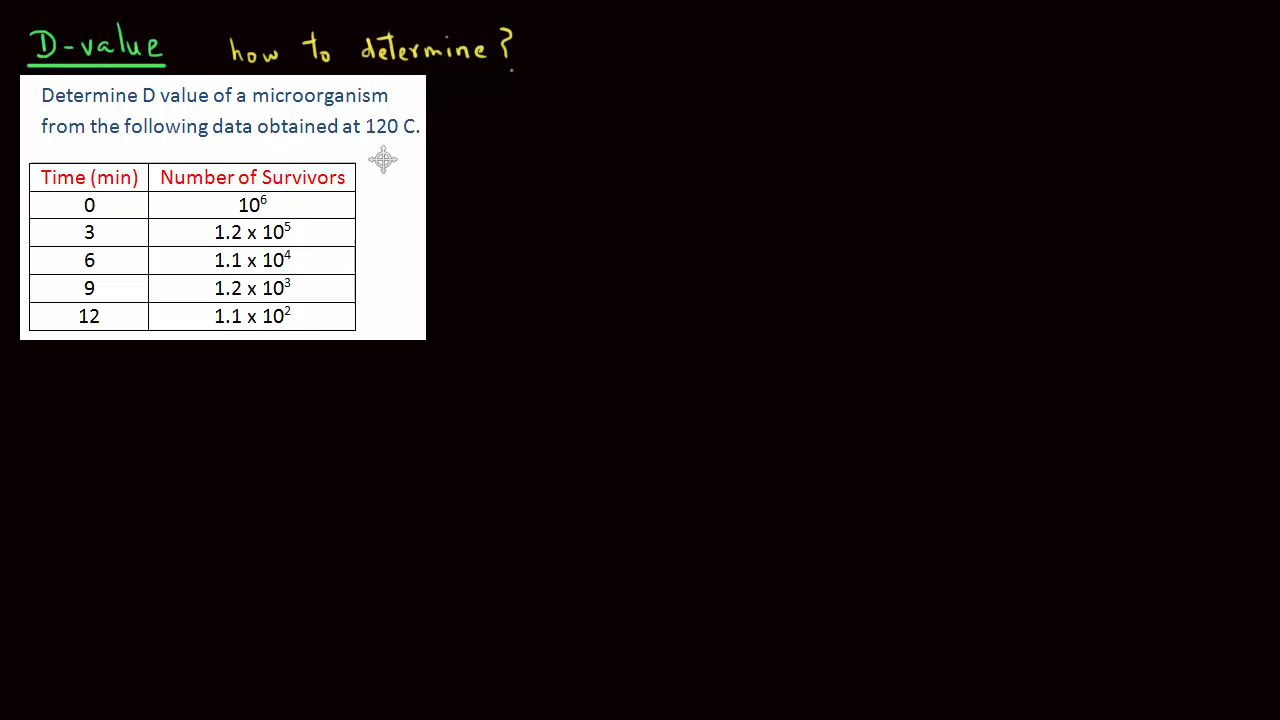 D-value how to determine?
Determine D value of a microorganism
from the following data obtained at 120 C.
Time (min) Number of Survivors
0 10⁶
3 1.2 x 10⁵
6 1.1 x 10⁴
9 1.2 x 10³
12 1.1 x 10²